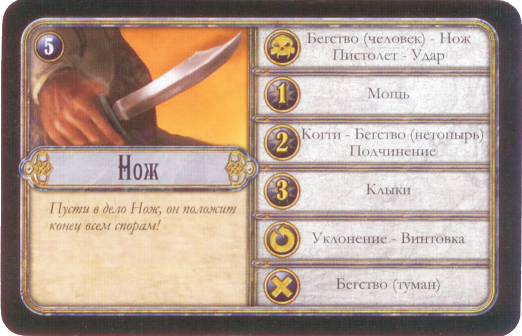 5
Нож
Пусти в дело Нож, он положит
конец всем спорам!
Бегство (человек) - Нож
Пистолет - Удар
1
Мощь
2
Когти - Бегство (нетопырь)
Подчинение
3
Клыки
Уклонение - Винтовка
Бегство (туман)